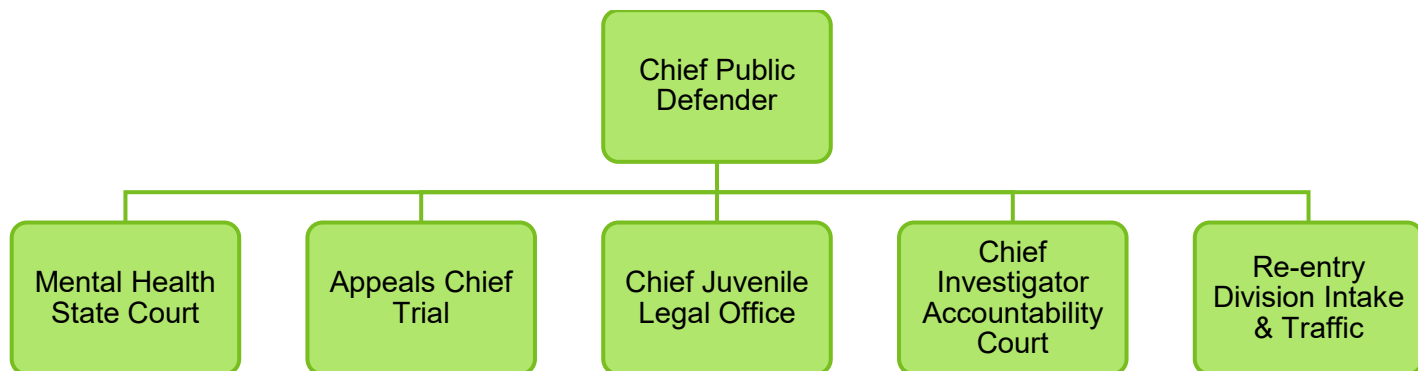 Chief Public
Defender
Mental Health
State Court
Appeals Chief
Trial
Chief Juvenile
Legal Office
Chief
Investigator
Accountability
Court
Re-entry
Division Intake
& Traffic